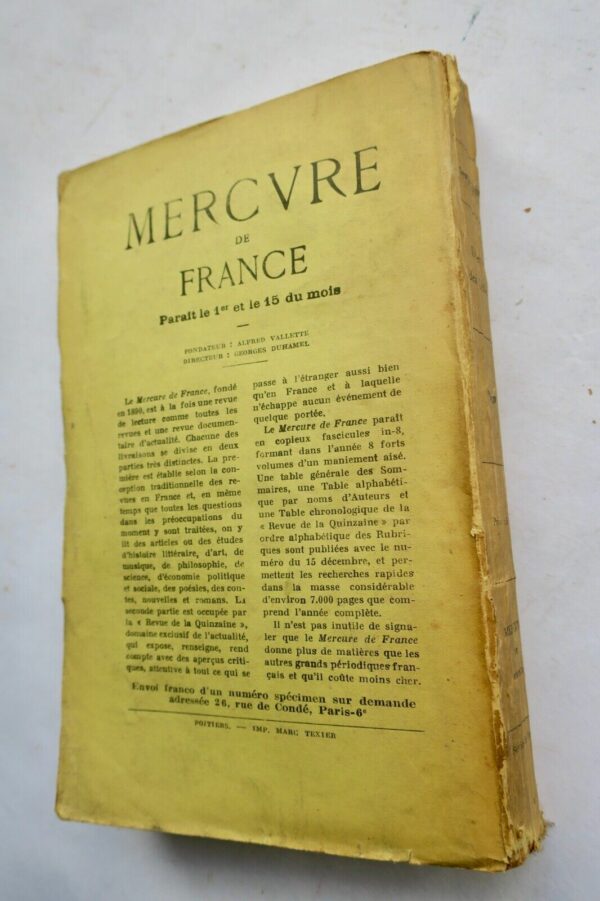 MERCVRE
DE
FRANCE
Paraît le 1er et le 15 du mois
FONDATEUR : ALFRED VALLETTE
DIRECTEUR : GEORGES DUHAMEL
Le Mercure de France, fondé
en 1890, est à la fois une revue
de lecture comme toutes les
revues et une revue documen-
taire d'actualité. Chacune des
livraisons se divise en deux
parties très distinctes. La pre-
mière est établie selon la con-
ception traditionnelle des re-
vues en France et, en même
temps que toutes les questions
dans les préoccupations du
moment y sont traitées, on y
lit des articles ou des études
d'histoire littéraire, d'art, de
musique, de philosophie, de
science, d'économie politique
et sociale, des poésies, des con-
tes, nouvelles et romans. La
seconde partie est occupée par
la « Revue de la Quinzaine »,
domaine exclusif de l'actualité,
qui expose, renseigne, rend
compte avec des aperçus criti-
ques, attentive à tout ce qui se
passe à l'étranger aussi bien
qu'en France et à laquelle
n'échappe aucun événement de
quelque portée.
Le Mercure de France paraît
en copieux fascicules in-8,
formant dans l'année 8 forts
volumes d'un maniement aisé.
Une table générale des Som-
maires, une Table alphabéti-
que par noms d'Auteurs et
une Table chronologique de la
« Revue de la Quinzaine » par
ordre alphabétique des Rubri-
ques sont publiées avec le nu-
méro du 15 décembre, et per-
mettent les recherches rapides
dans la masse considérable
d'environ 7.000 pages que com-
prend l'année complète.
Il n'est pas inutile de signa-
ler que le Mercure de France
donne plus de matières que les
autres grands périodiques fran-
çais et qu'il coûte moins cher.
Envoi franco d'un numéro spécimen sur demande
adressée 26, rue de Condé, Paris-6e
POITIERS. — IMP. MARC TEXIER